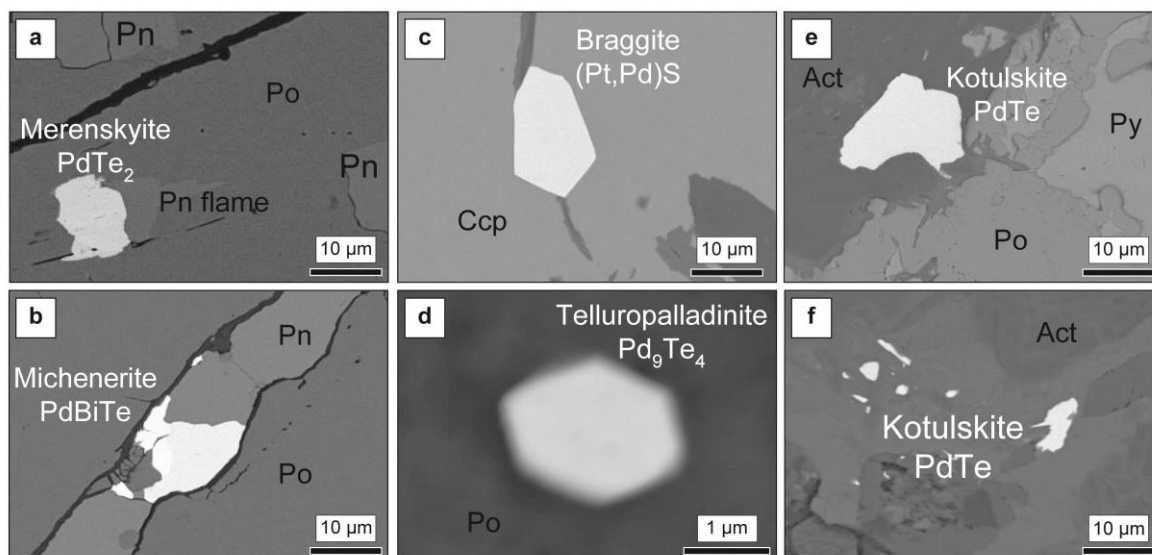 a
Pn
Po
Merenskyite
PdTe₂
Pn
Pn flame
10 µm
b
Pn
Michenerite
PdBiTe
Po
10 µm
c
Braggite
(Pt,Pd)S
Ccp
10 µm
d
Telluropalladinite
Pd₉Te₄
Po
1 µm
e
Act
Kotulskite
PdTe
Py
Po
10 µm
f
Act
Kotulskite
PdTe
10 µm